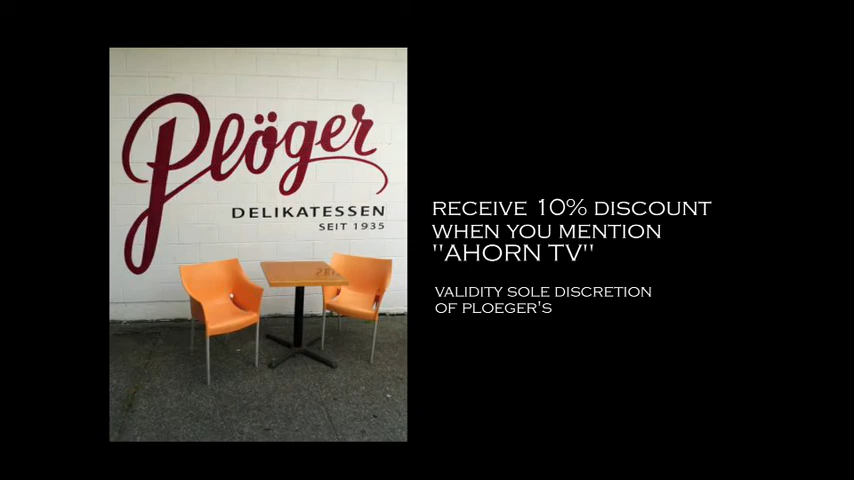 Plöger
DELIKATESSEN
SEIT 1935
RECEIVE 10% DISCOUNT
WHEN YOU MENTION
"AHORN TV"
VALIDITY SOLE DISCRETION
OF PLOEGER'S